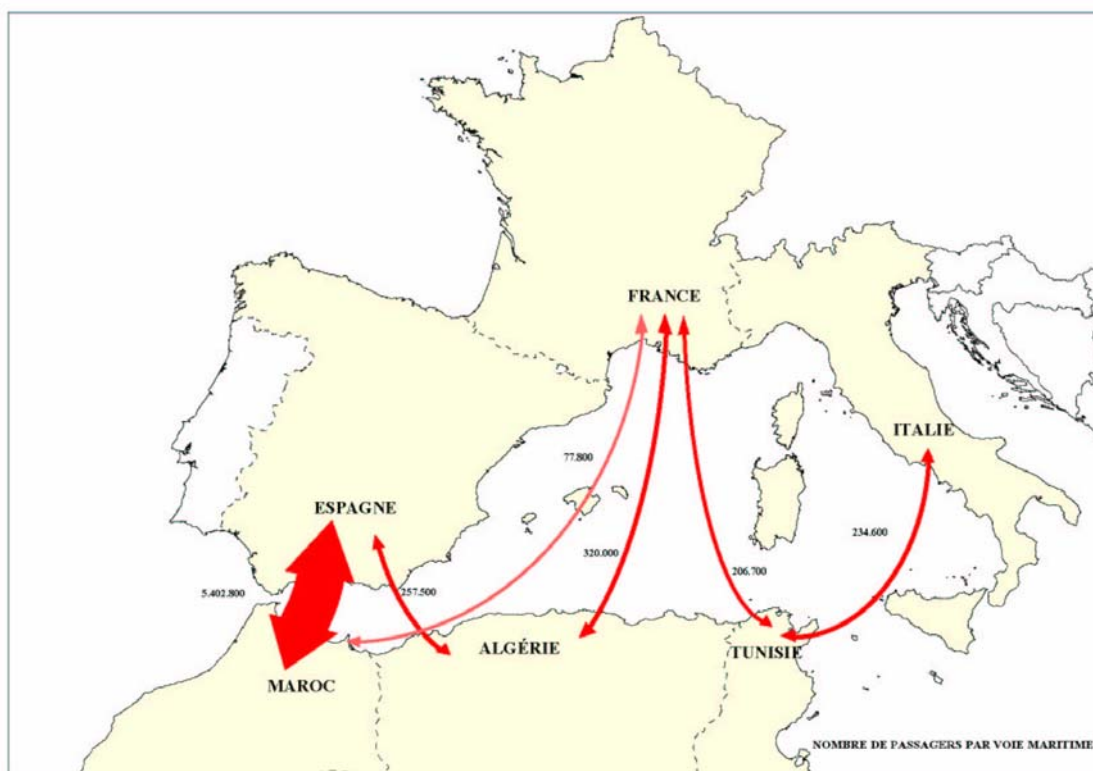 FRANCE
ITALIE
77.800
ESPAGNE
234.600
320.000
206.700
5.402.800
257.500
ALGÉRIE
TUNISIE
MAROC
NOMBRE DE PASSAGERS PAR VOIE MARITIME